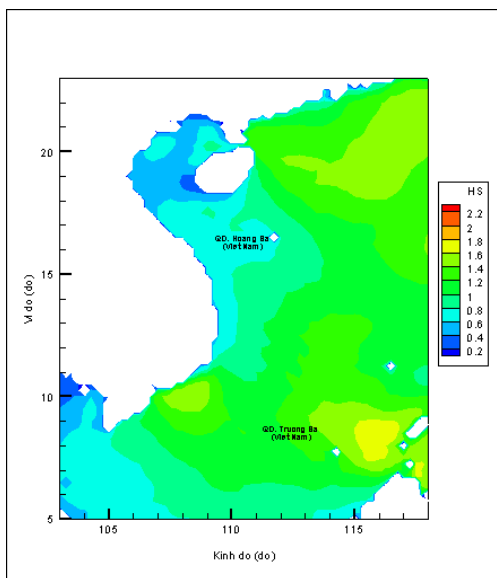 HS
2.2
2
1.8
1.6
1.4
1.2
1
0.8
0.6
0.4
0.2
20
15
10
5
Vi do (do)
QD. Hoang Sa
(Viet Nam)
QD. Truong Sa
(Viet Nam)
105
110
115
Kinh do (do)